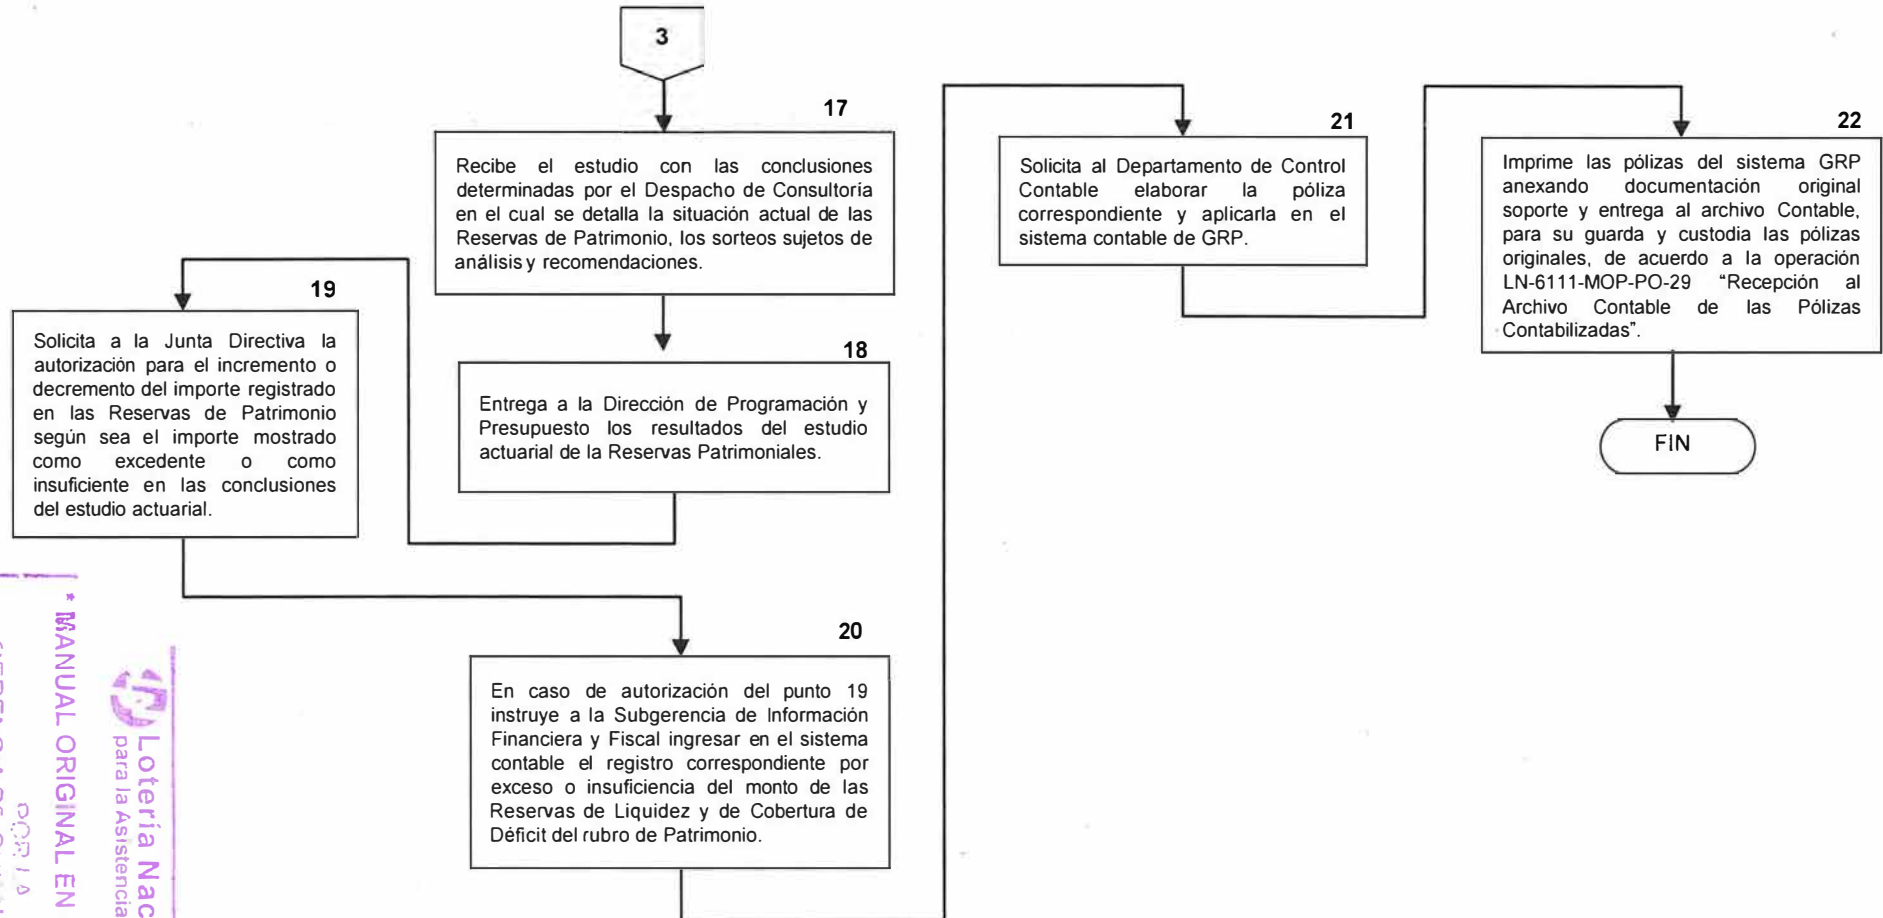 3
17
Recibe el estudio con las conclusiones
determinadas por el Despacho de Consultoría
en el cual se detalla la situación actual de las
Reservas de Patrimonio, los sorteos sujetos de
análisis y recomendaciones.
18
Entrega a la Dirección de Programación y
Presupuesto los resultados del estudio
actuarial de la Reservas Patrimoniales.
19
Solicita a la Junta Directiva la
autorización para el incremento o
decremento del importe registrado
en las Reservas de Patrimonio
según sea el importe mostrado
como excedente o como
insuficiente en las conclusiones
del estudio actuarial.
20
En caso de autorización del punto 19
instruye a la Subgerencia de Información
Financiera y Fiscal ingresar en el sistema
contable el registro correspondiente por
exceso o insuficiencia del monto de las
Reservas de Liquidez y de Cobertura de
Déficit del rubro de Patrimonio.
21
Solicita al Departamento de Control
Contable elaborar la póliza
correspondiente y aplicarla en el
sistema contable de GRP.
22
Imprime las pólizas del sistema GRP
anexando documentación original
soporte y entrega al archivo Contable,
para su guarda y custodia las pólizas
originales, de acuerdo a la operación
LN-6111-MOP-PO-29 “Recepción al
Archivo Contable de las Pólizas
Contabilizadas”.
FIN
Lotería Nac
para la Asistencia
* MANUAL ORIGINAL EN
POR LA